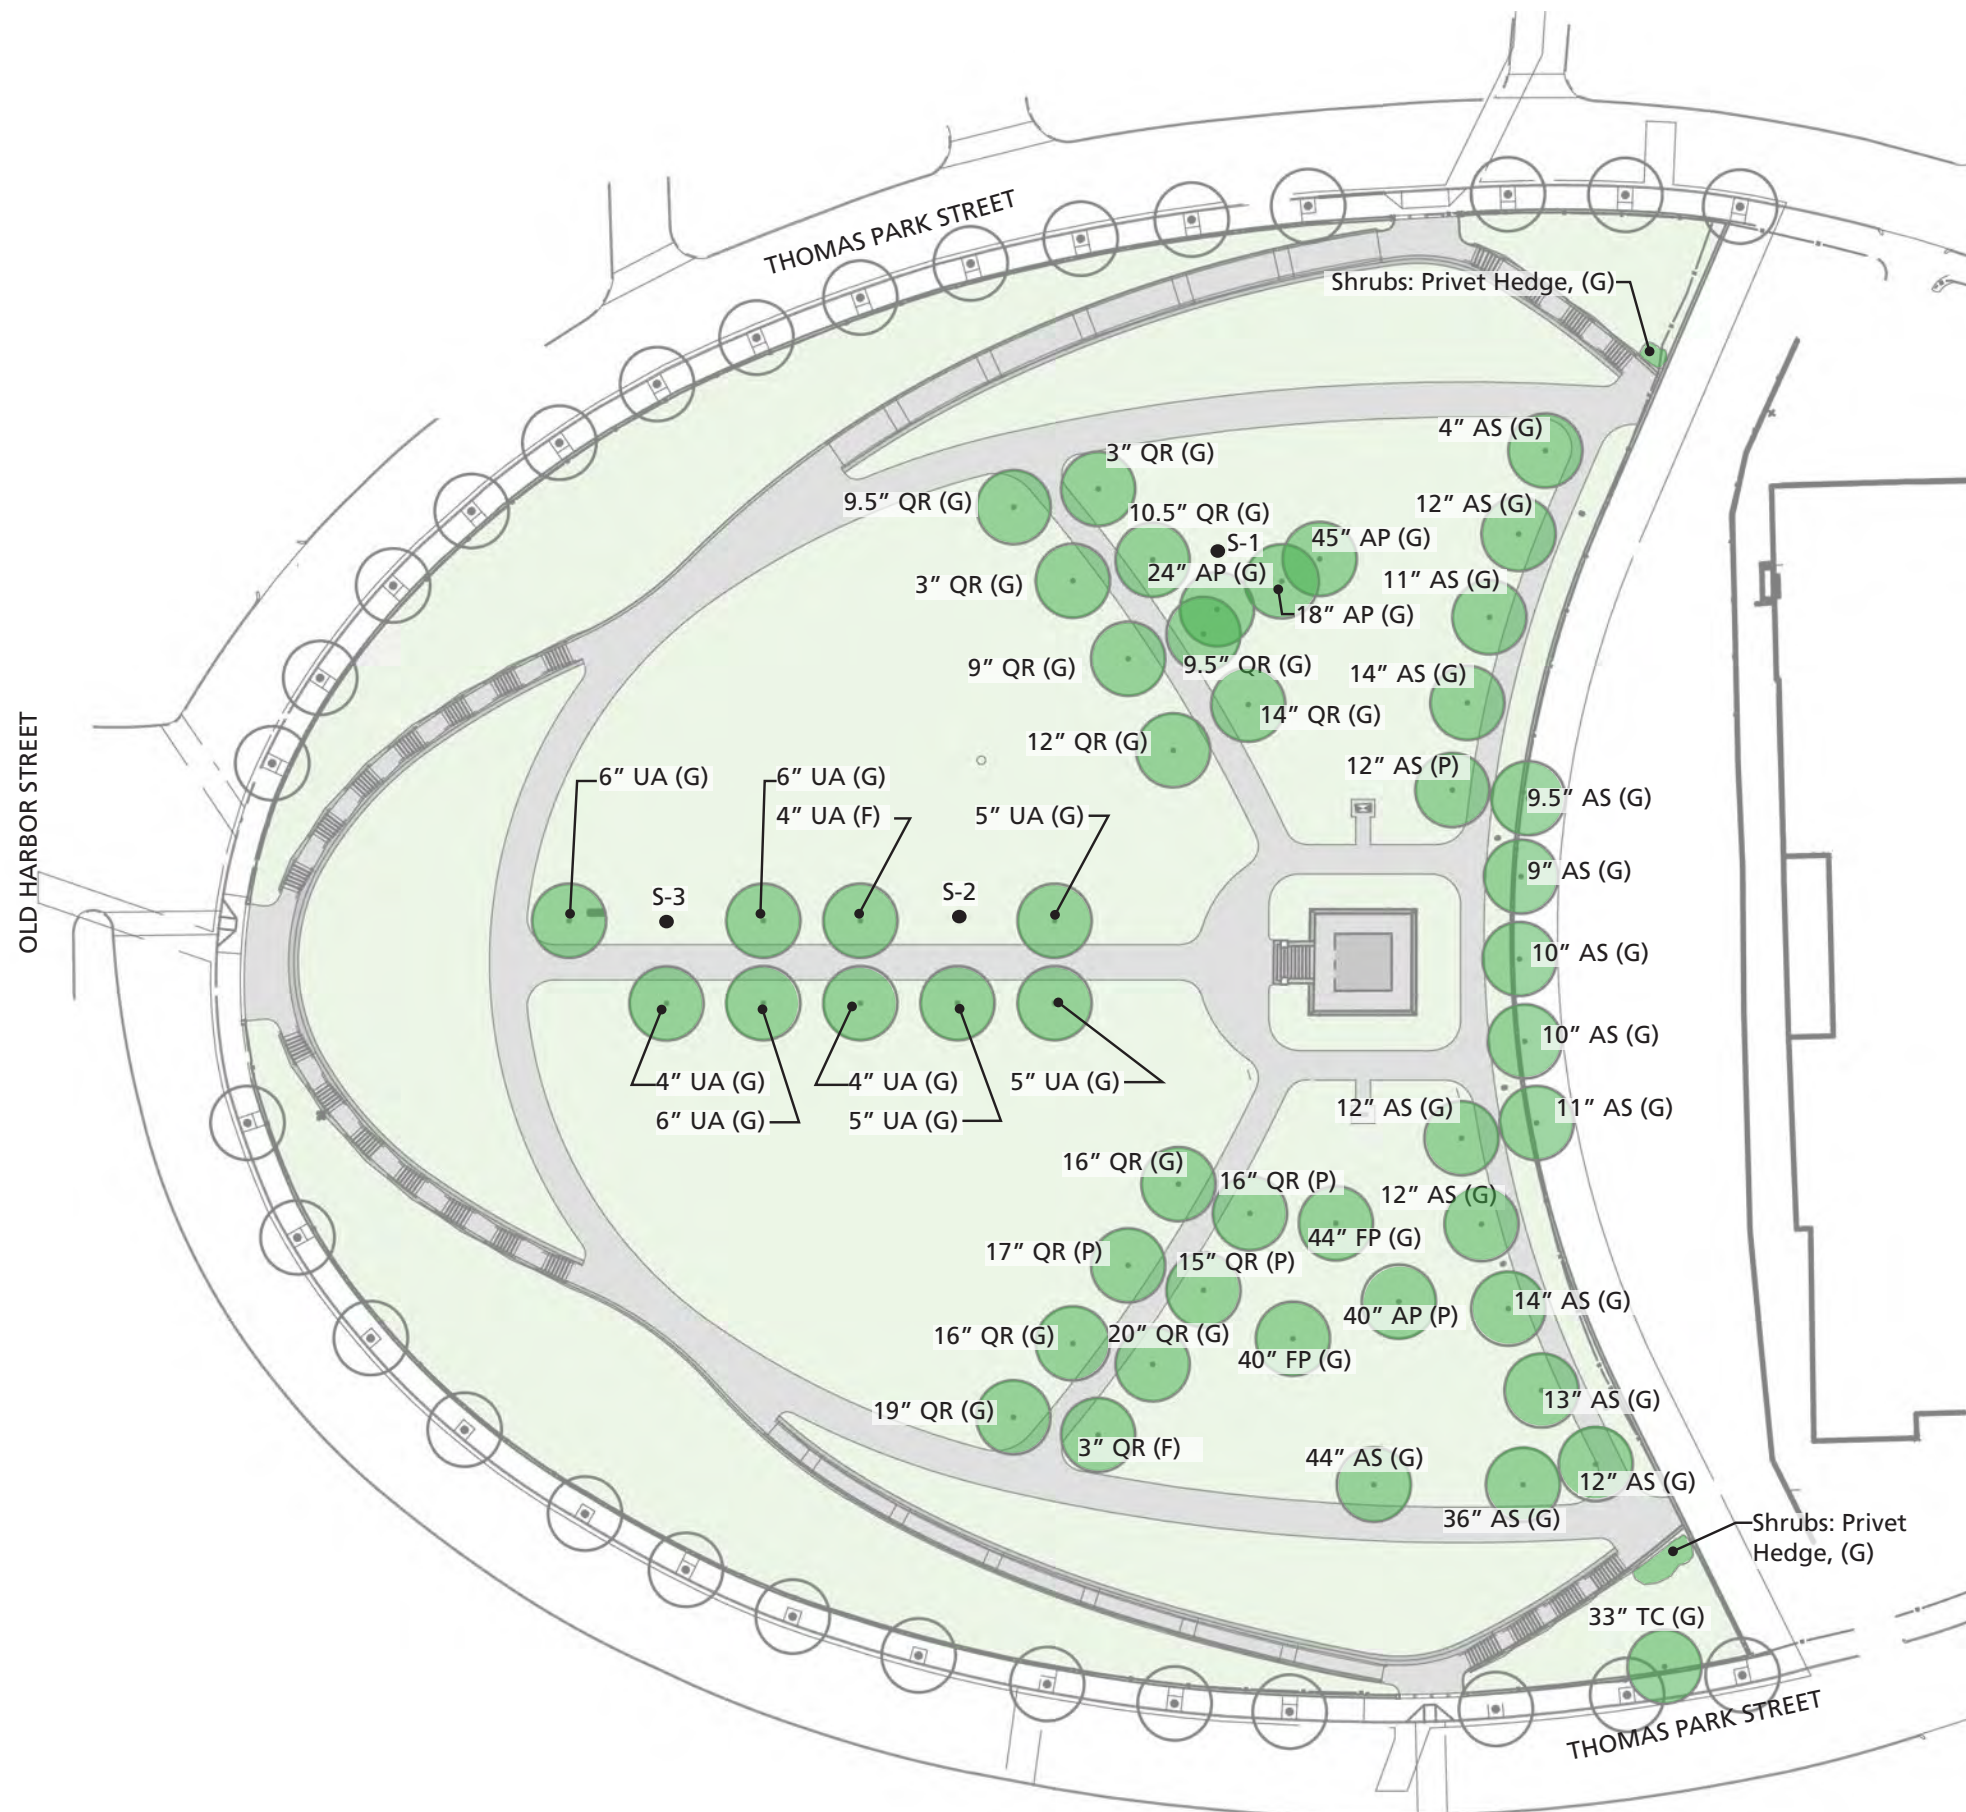 THOMAS PARK STREET
Shrubs: Privet Hedge, (G)
4” AS (G)
3” QR (G)
9.5” QR (G)
12” AS (G)
10.5” QR (G)
45” AP (G)
S-1
24” AP (G)
11” AS (G)
3” QR (G)
18” AP (G)
9” QR (G)
9.5” QR (G)
14” AS (G)
14” QR (G)
12” QR (G)
12” AS (P)
6” UA (G)
6” UA (G)
9.5” AS (G)
4” UA (F)
5” UA (G)
OLD HARBOR STREET
9” AS (G)
S-3
S-2
10” AS (G)
10” AS (G)
4” UA (G)
4” UA (G)
5” UA (G)
12” AS (G)
11” AS (G)
6” UA (G)
5” UA (G)
16” QR (G)
16” QR (P)
12” AS (G)
44” FP (G)
17” QR (P)
15” QR (P)
14” AS (G)
40” AP (P)
16” QR (G)
20” QR (G)
40” FP (G)
13” AS (G)
19” QR (G)
3” QR (F)
44” AS (G)
12” AS (G)
36” AS (G)
Shrubs: Privet
Hedge, (G)
33” TC (G)
THOMAS PARK STREET